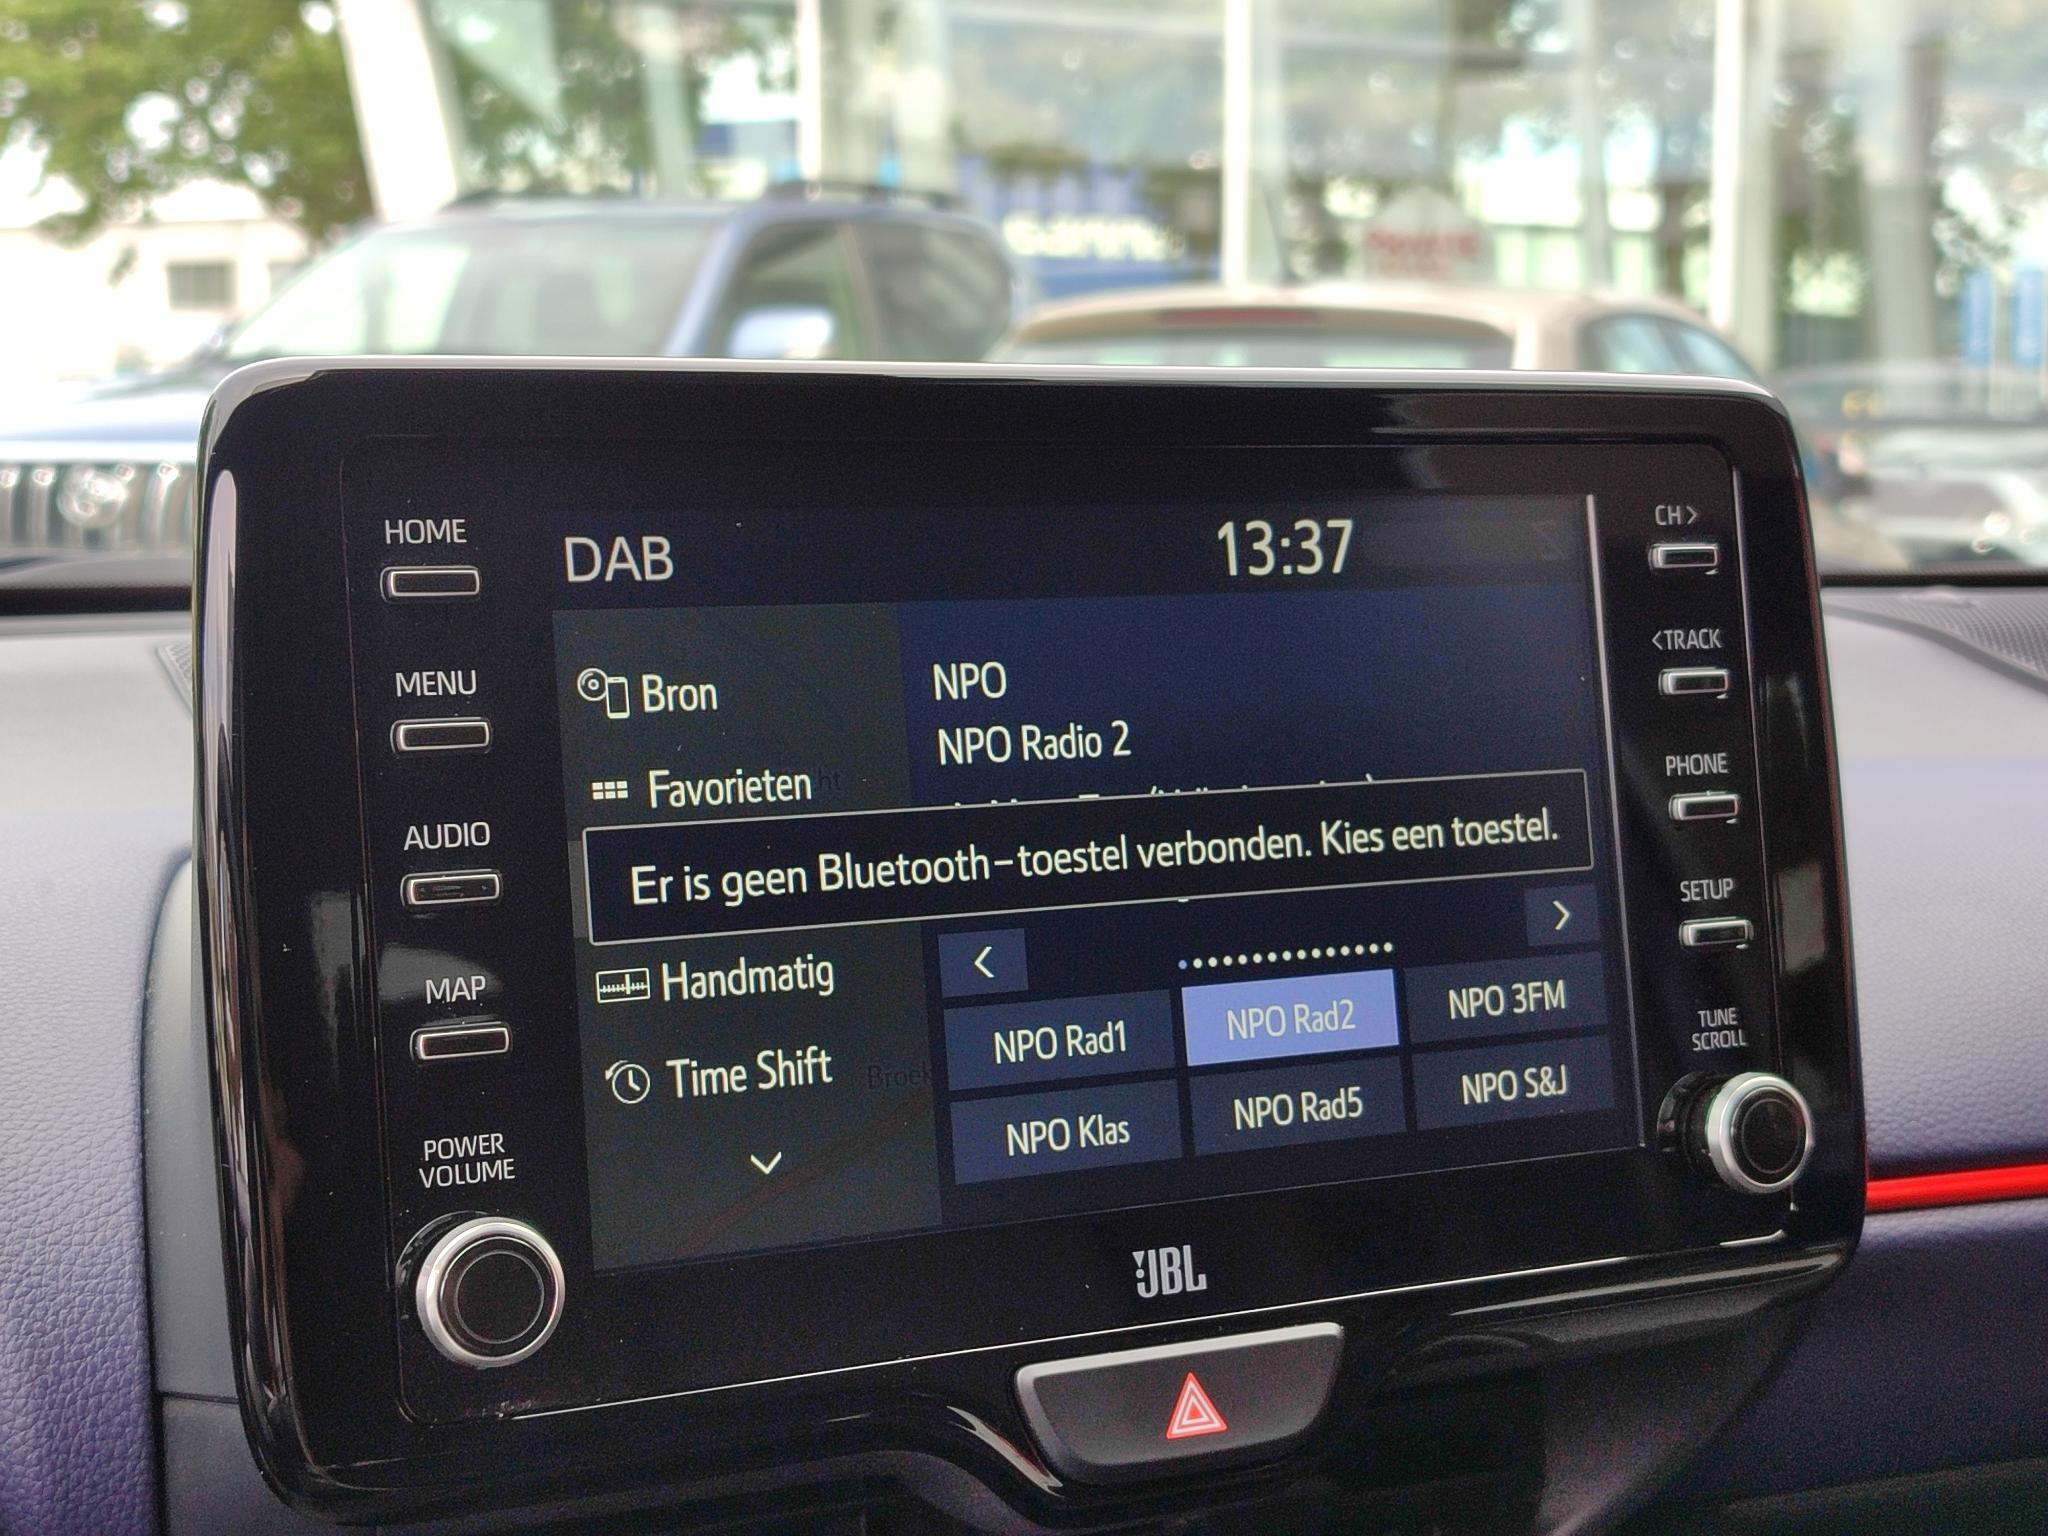 HOME
MENU
AUDIO
MAP
POWER
VOLUME
DAB
13:37
Bron
Favorieten
NPO
NPO Radio 2
Er is geen Bluetooth-toestel verbonden. Kies een toestel.
Handmatig
Time Shift
NPO Rad1
NPO Rad2
NPO 3FM
NPO Klas
NPO Rad5
NPO S&J
CH>
<TRACK
PHONE
SETUP
TUNE
SCROLL
JBL